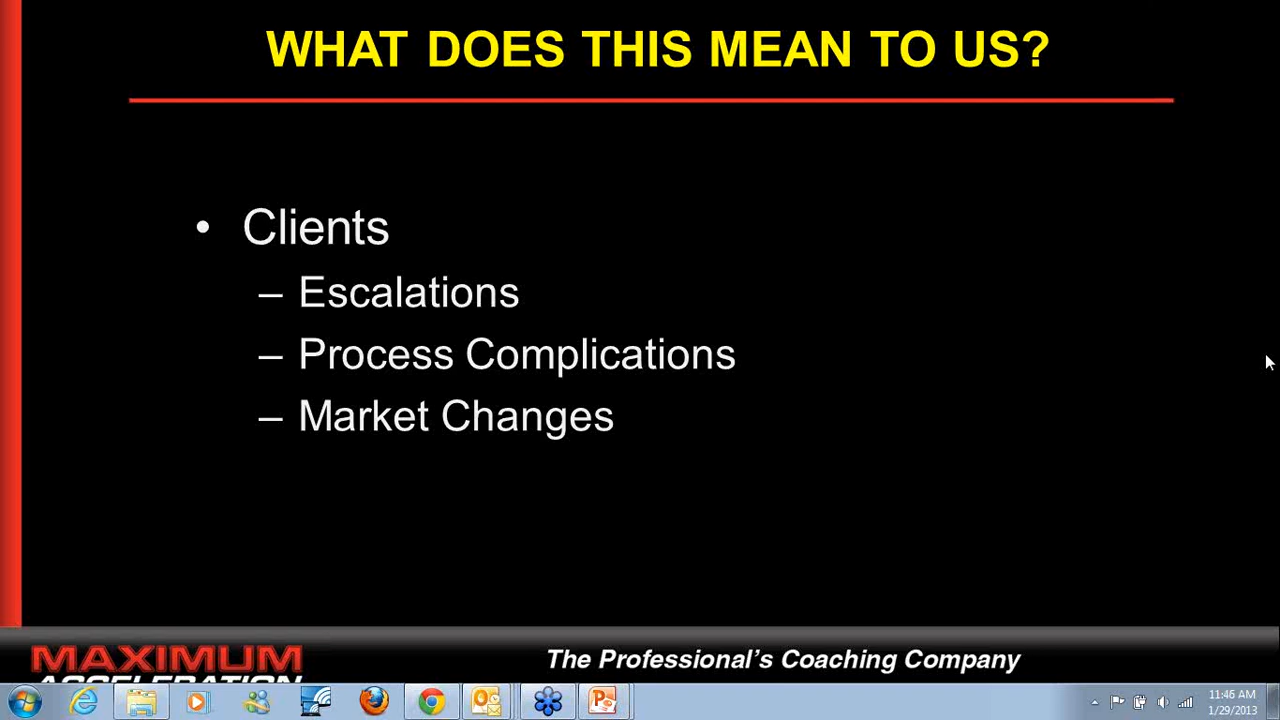 WHAT DOES THIS MEAN TO US?
• Clients
– Escalations
– Process Complications
– Market Changes
MAXIMUM
ACCELERATION
The Professional's Coaching Company
11:46 AM
1/29/2013